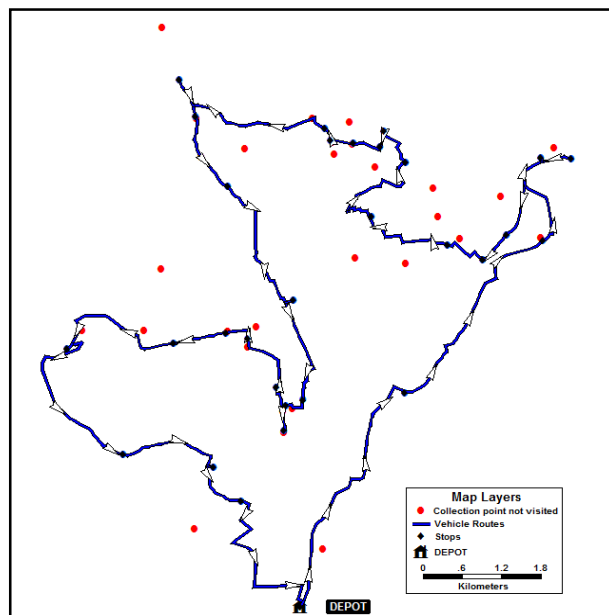 Map Layers
Collection point not visited
Vehicle Routes
Stops
DEPOT
0 .6 1.2 1.8
Kilometers
DEPOT